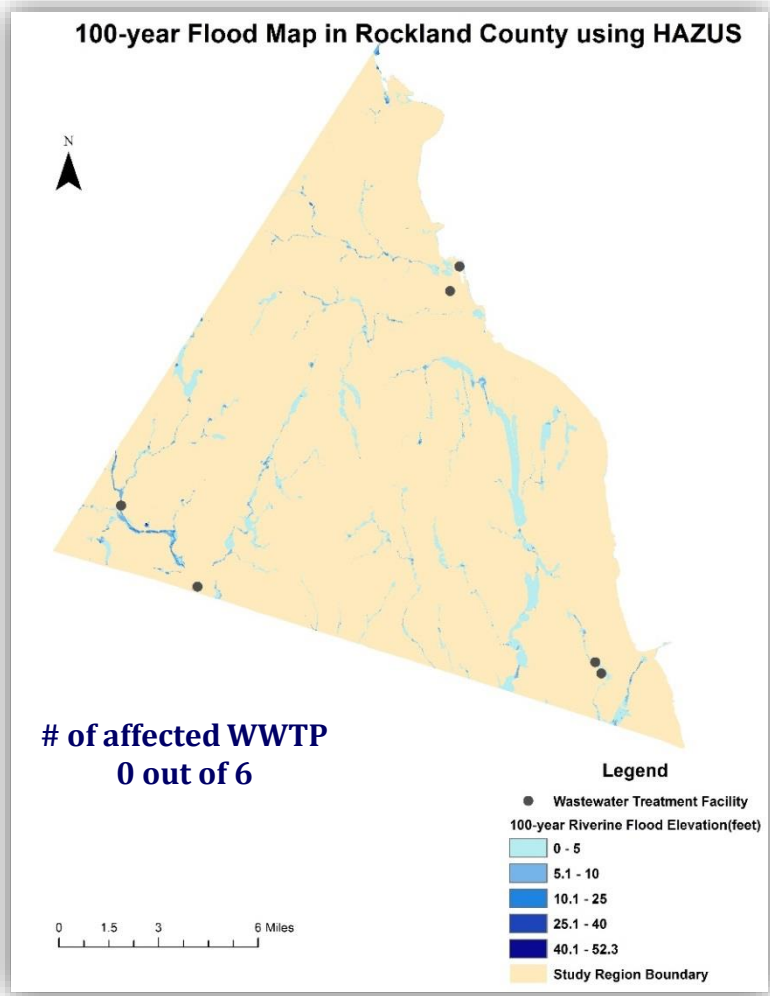 100-year Flood Map in Rockland County using HAZUS
N
# of affected WWTP
0 out of 6
Legend
Wastewater Treatment Facility
100-year Riverine Flood Elevation(feet)
0 - 5
5.1 - 10
10.1 - 25
25.1 - 40
40.1 - 52.3
Study Region Boundary
0 1.5 3 6 Miles